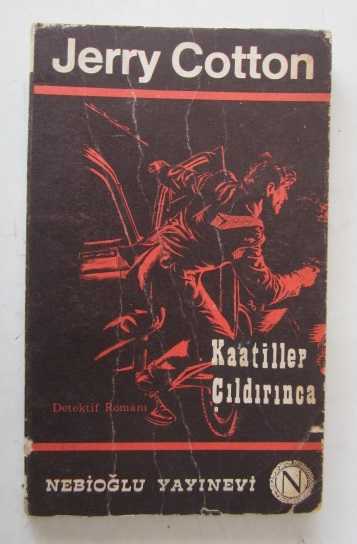 Jerry Cotton
Kaatiller
Çıldırınca
Detektif Romanı
NEBİOĞLU YAYINEVİ
N